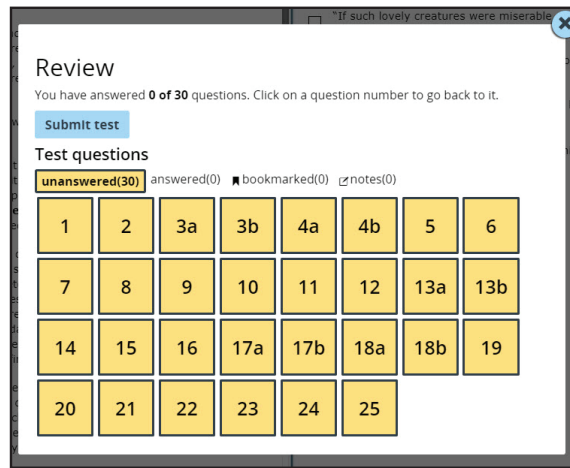 "If such lovely creatures were miserable
Review
You have answered 0 of 30 questions. Click on a question number to go back to it.
Submit test
Test questions
unanswered(30) answered(0) bookmarked(0) notes(0)
1 2 3a 3b 4a 4b 5 6
7 8 9 10 11 12 13a 13b
14 15 16 17a 17b 18a 18b 19
20 21 22 23 24 25